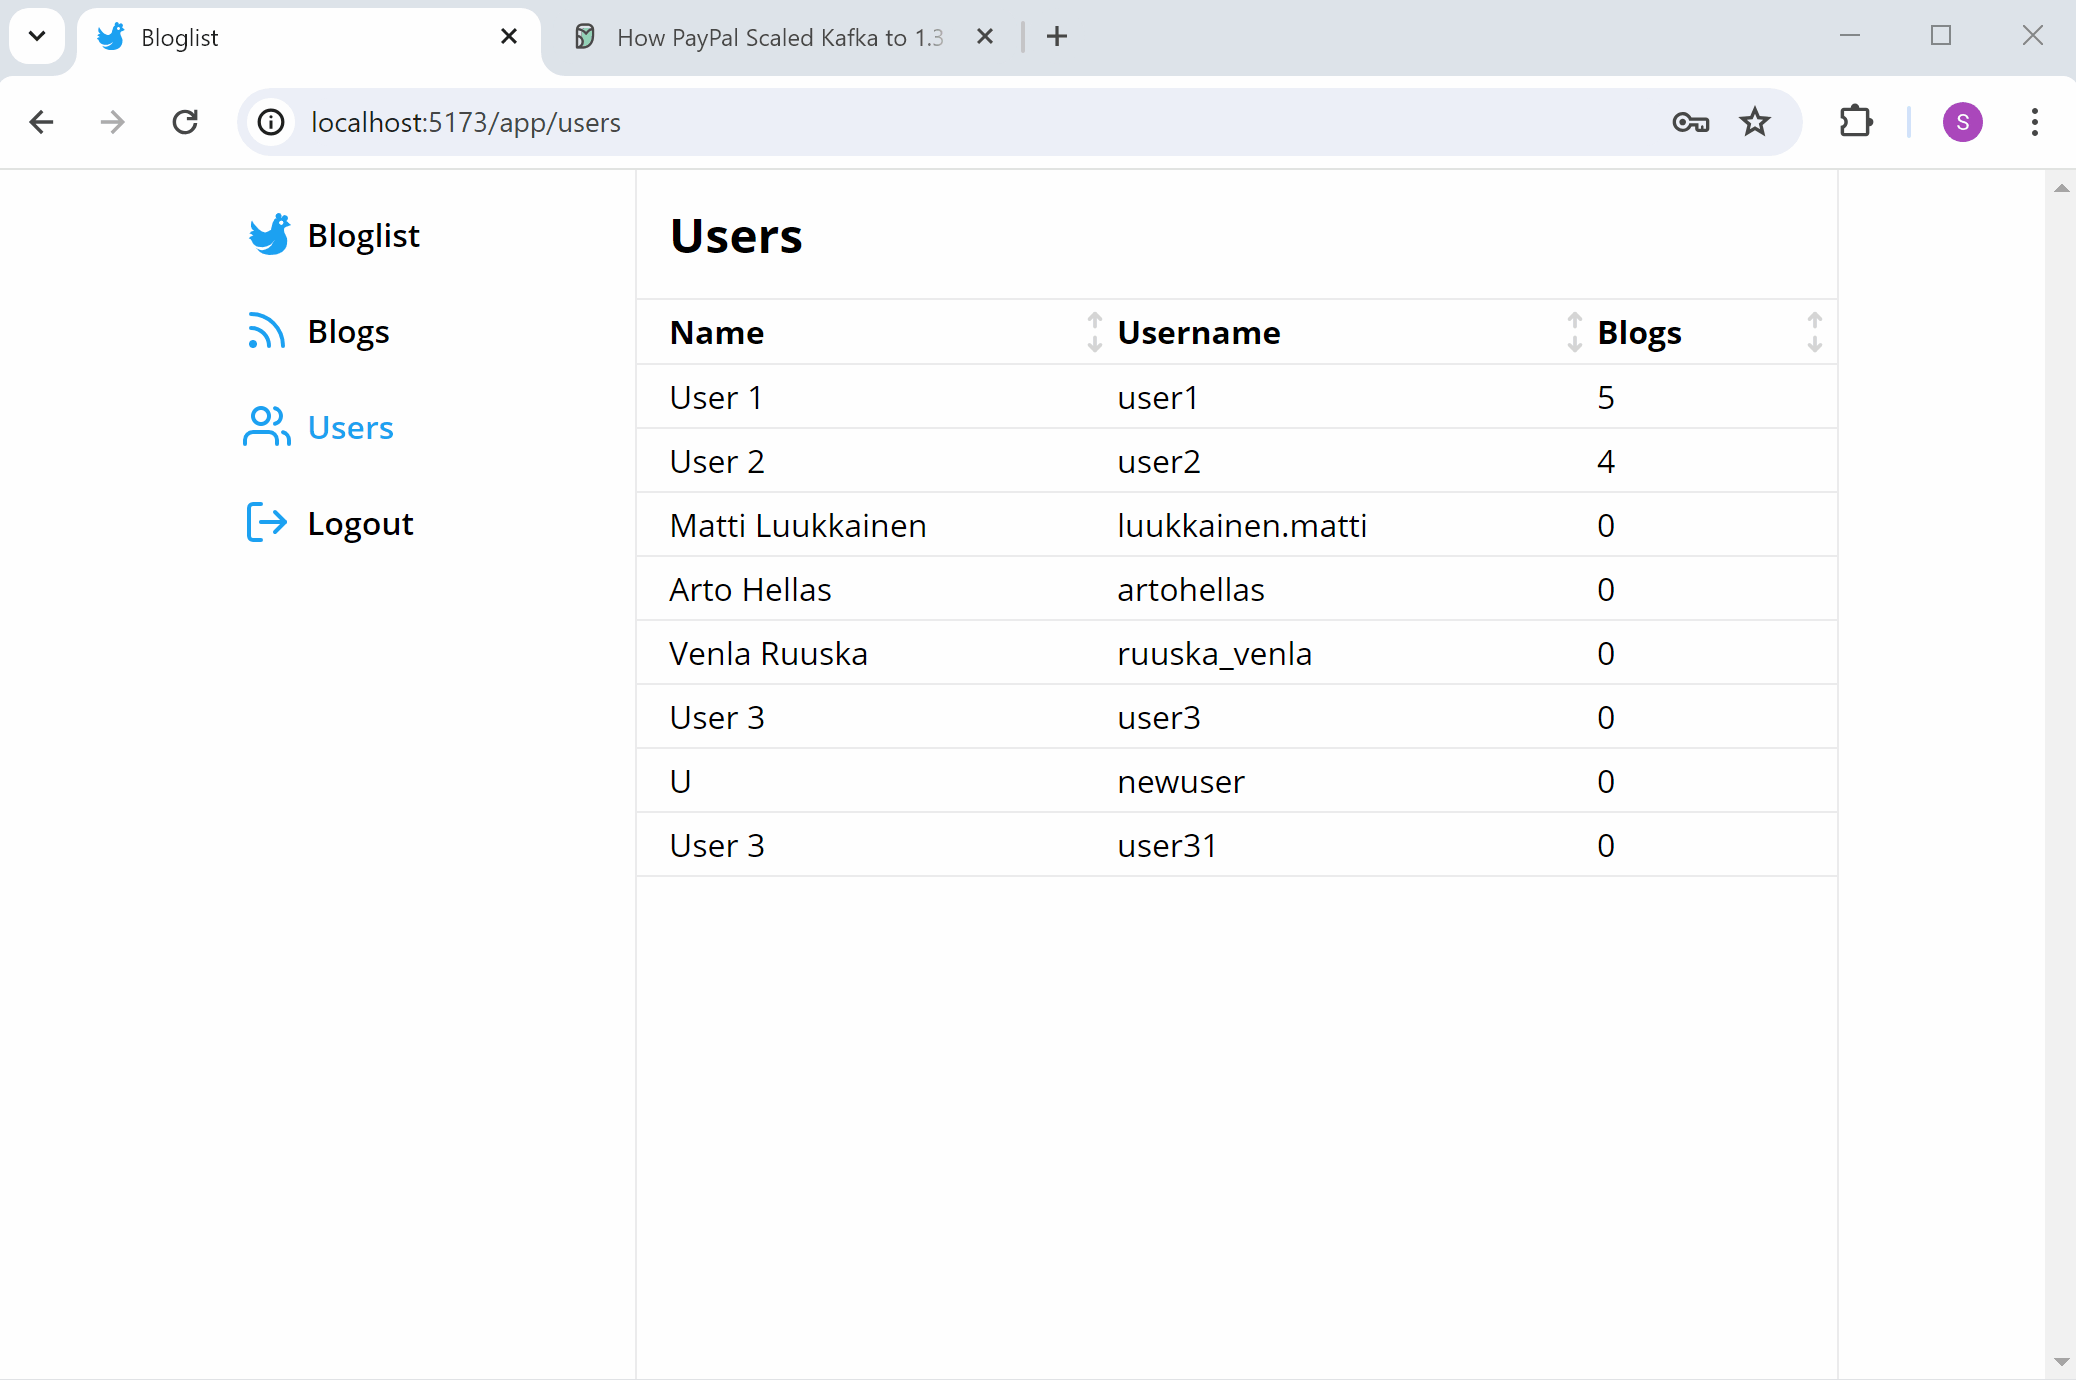 Bloglist
How PayPal Scaled Kafka to 1.3
localhost:5173/app/users
S
Bloglist
Blogs
Users
Logout
Users
Name Username Blogs
User 1 user1 5
User 2 user2 4
Matti Luukkainen luukkainen.matti 0
Arto Hellas artohellas 0
Venla Ruuska ruuska_venla 0
User 3 user3 0
U newuser 0
User 3 user31 0